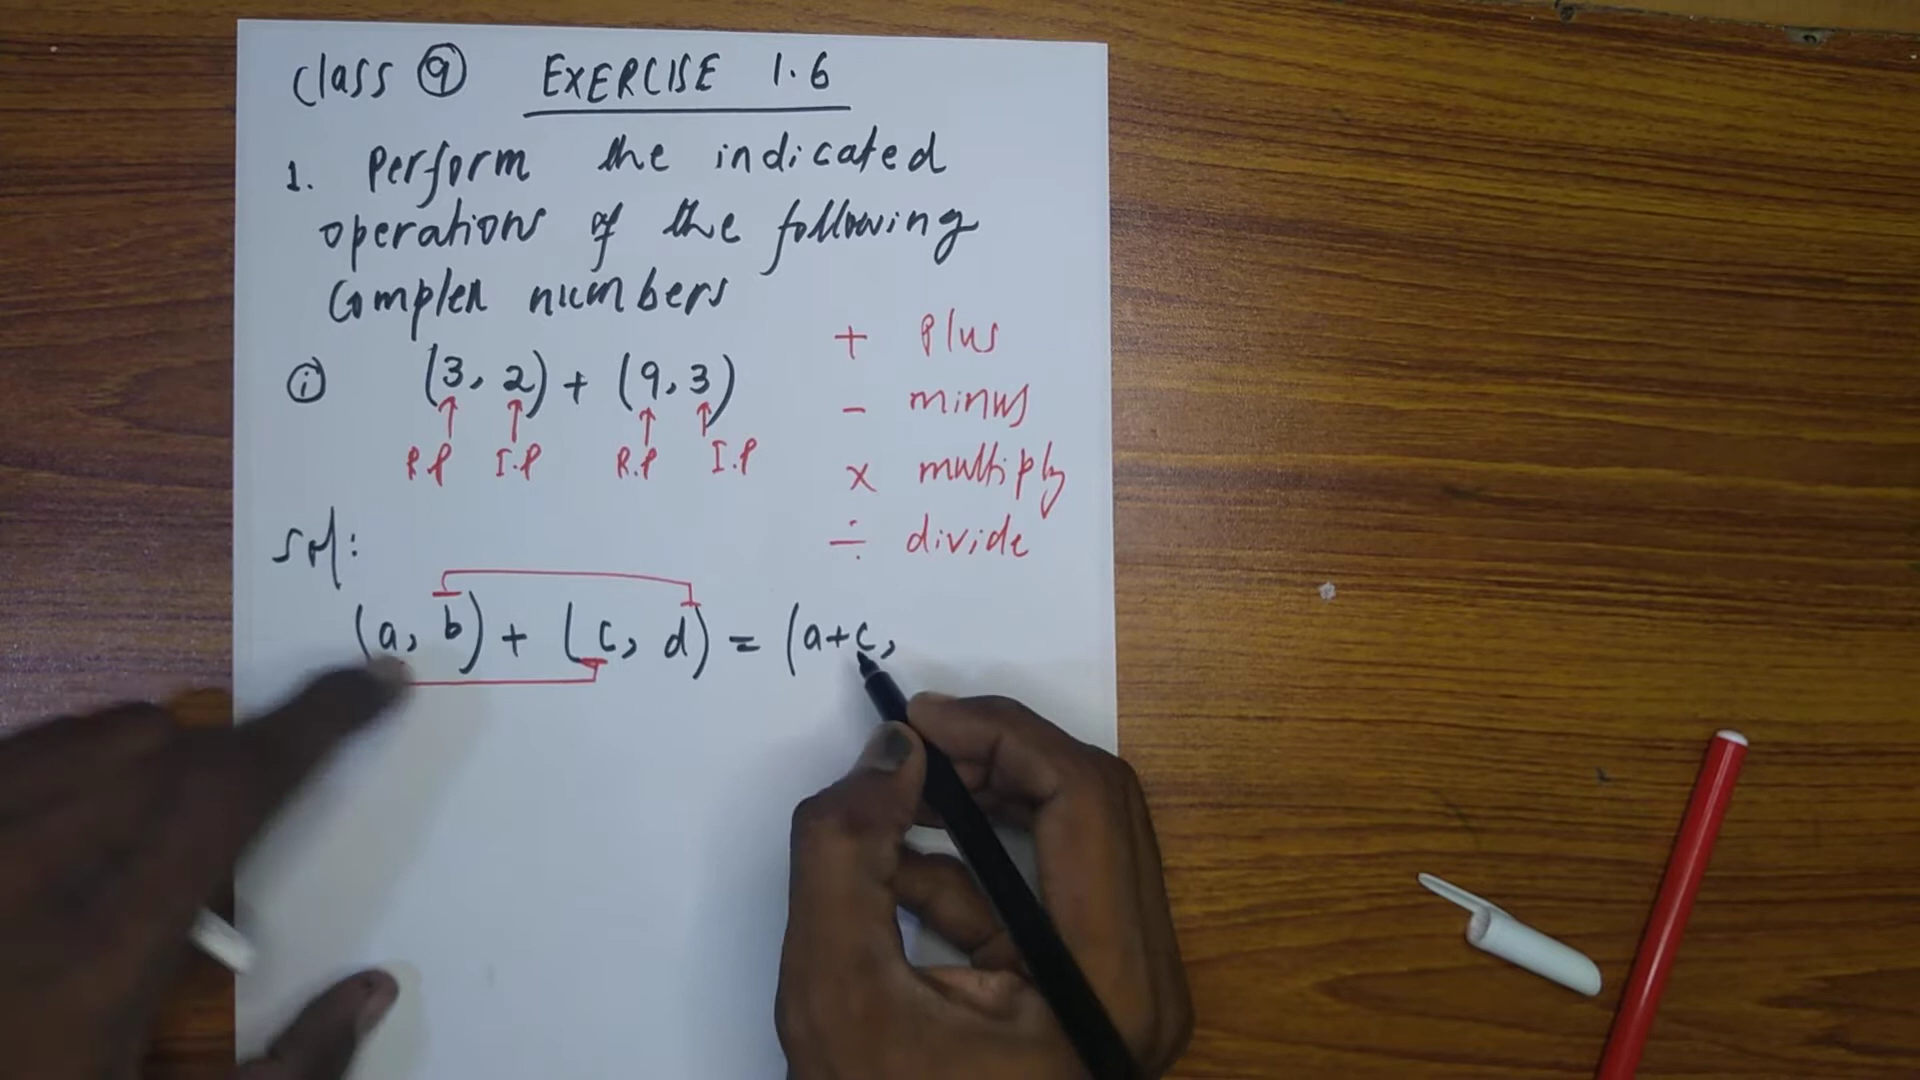 Class 9 EXERCISE 1.6
1. Perform the indicated
operations of the following
Complex numbers
+ Plus
i (3, 2) + (9, 3)
- minus
R.P I.P R.P I.P
x multiply
÷ divide
Sol:
(a, b) + (c, d) = (a+c,